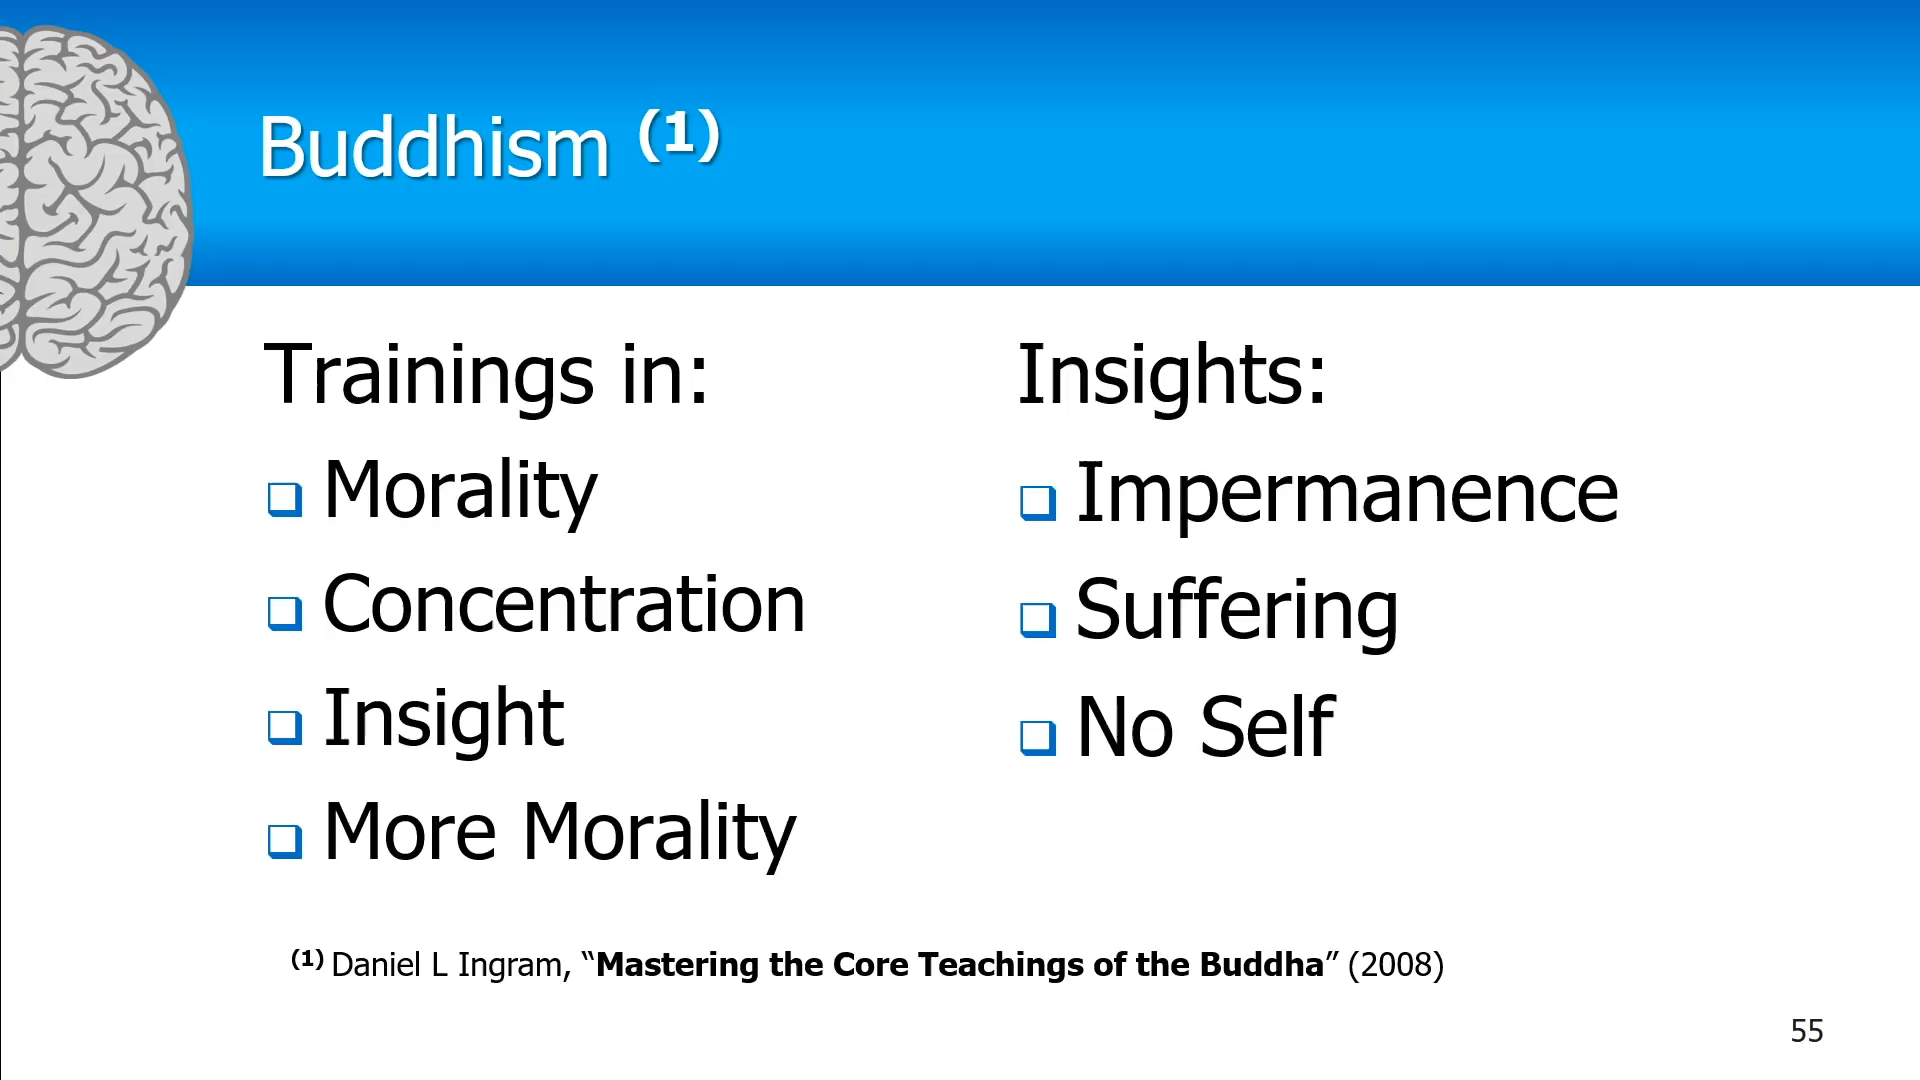 Buddhism (1)
Trainings in:
❑ Morality
❑ Concentration
❑ Insight
❑ More Morality
Insights:
❑ Impermanence
❑ Suffering
❑ No Self
(1) Daniel L Ingram, “Mastering the Core Teachings of the Buddha” (2008)
55